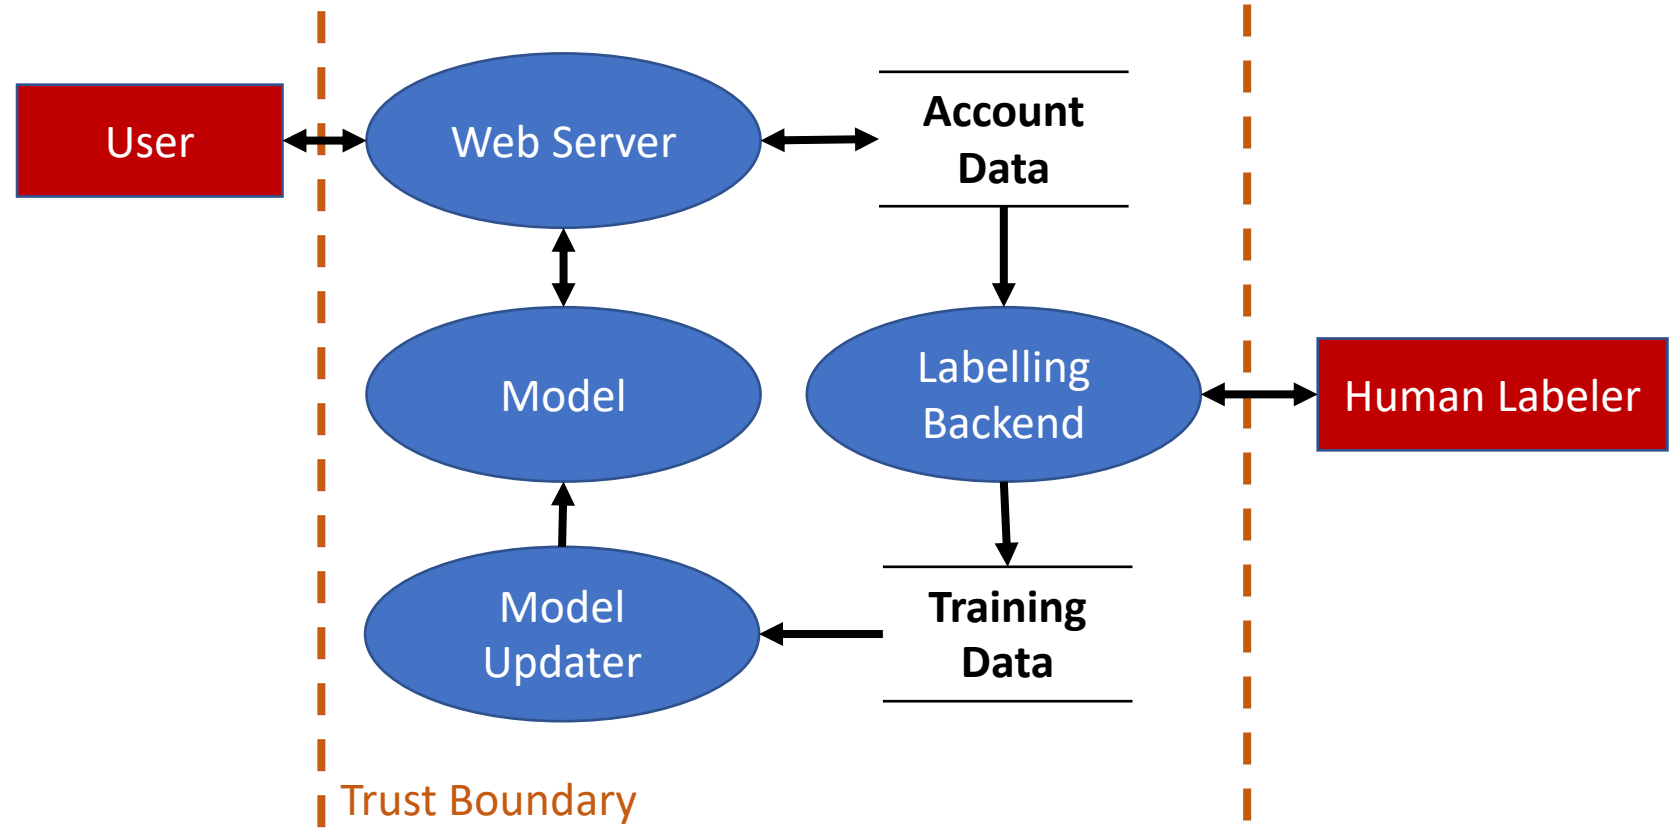 User
Web Server
Account
Data
Model
Labelling
Backend
Human Labeler
Model
Updater
Training
Data
Trust Boundary